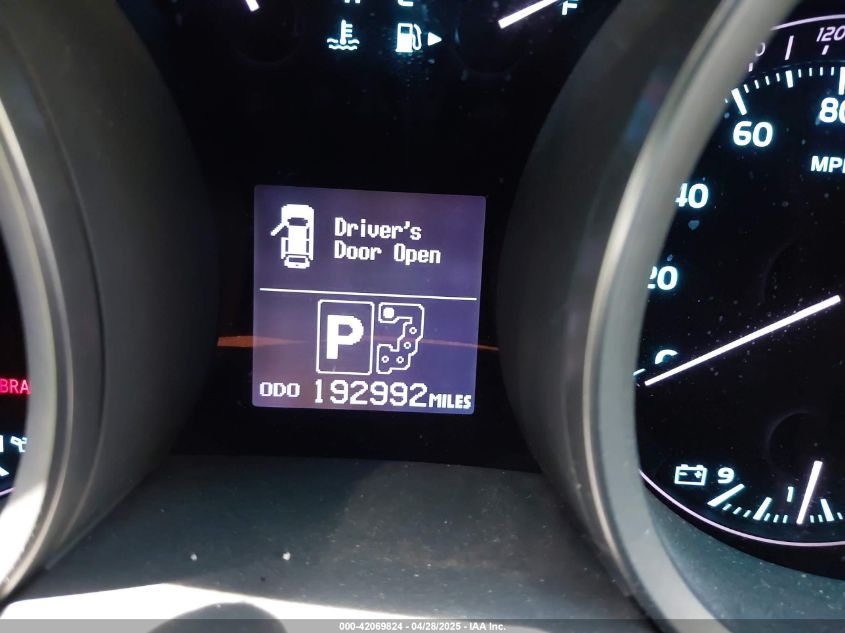 F
Driver's
Door Open
P
ODO 192992 MILES
BRA
120
80
60
MPH
40
20
0
9
000-42069824 - 04/28/2025 - IAA Inc.